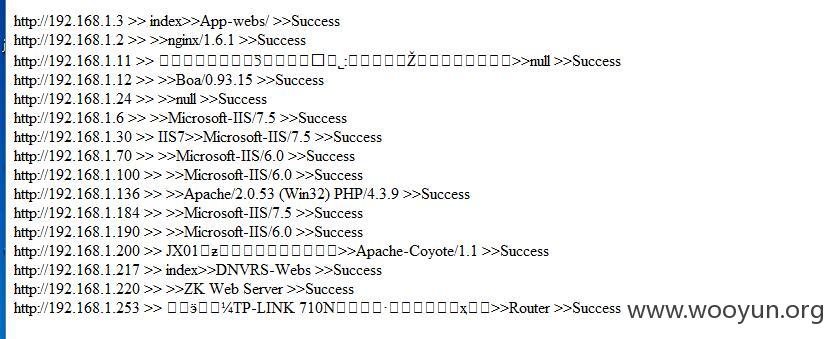 http://192.168.1.3 >> index>>App-webs/ >>Success
http://192.168.1.2 >> >>nginx/1.6.1 >>Success
http://192.168.1.11 >> >>null >>Success
http://192.168.1.12 >> >>Boa/0.93.15 >>Success
http://192.168.1.24 >> >>null >>Success
http://192.168.1.6 >> >>Microsoft-IIS/7.5 >>Success
http://192.168.1.30 >> IIS7>>Microsoft-IIS/7.5 >>Success
http://192.168.1.70 >> >>Microsoft-IIS/6.0 >>Success
http://192.168.1.100 >> >>Microsoft-IIS/6.0 >>Success
http://192.168.1.136 >> >>Apache/2.0.53 (Win32) PHP/4.3.9 >>Success
http://192.168.1.184 >> >>Microsoft-IIS/7.5 >>Success
http://192.168.1.190 >> >>Microsoft-IIS/6.0 >>Success
http://192.168.1.200 >> JX01 >>Apache-Coyote/1.1 >>Success
http://192.168.1.217 >> index>>DNVRS-Webs >>Success
http://192.168.1.220 >> >>ZK Web Server >>Success
http://192.168.1.253 >> ¼TP-LINK 710N >>Router >>Success
www.wooyun.org